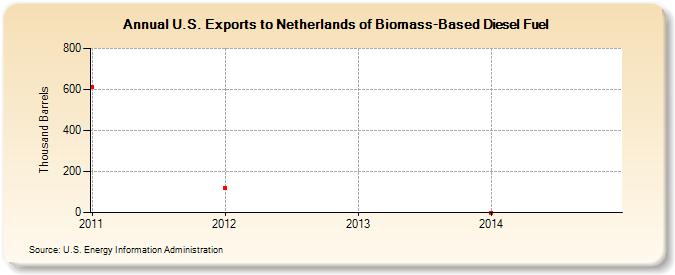 Annual U.S. Exports to Netherlands of Biomass-Based Diesel Fuel
Thousand Barrels
800
600
400
200
0
2011 2012 2013 2014
Source: U.S. Energy Information Administration